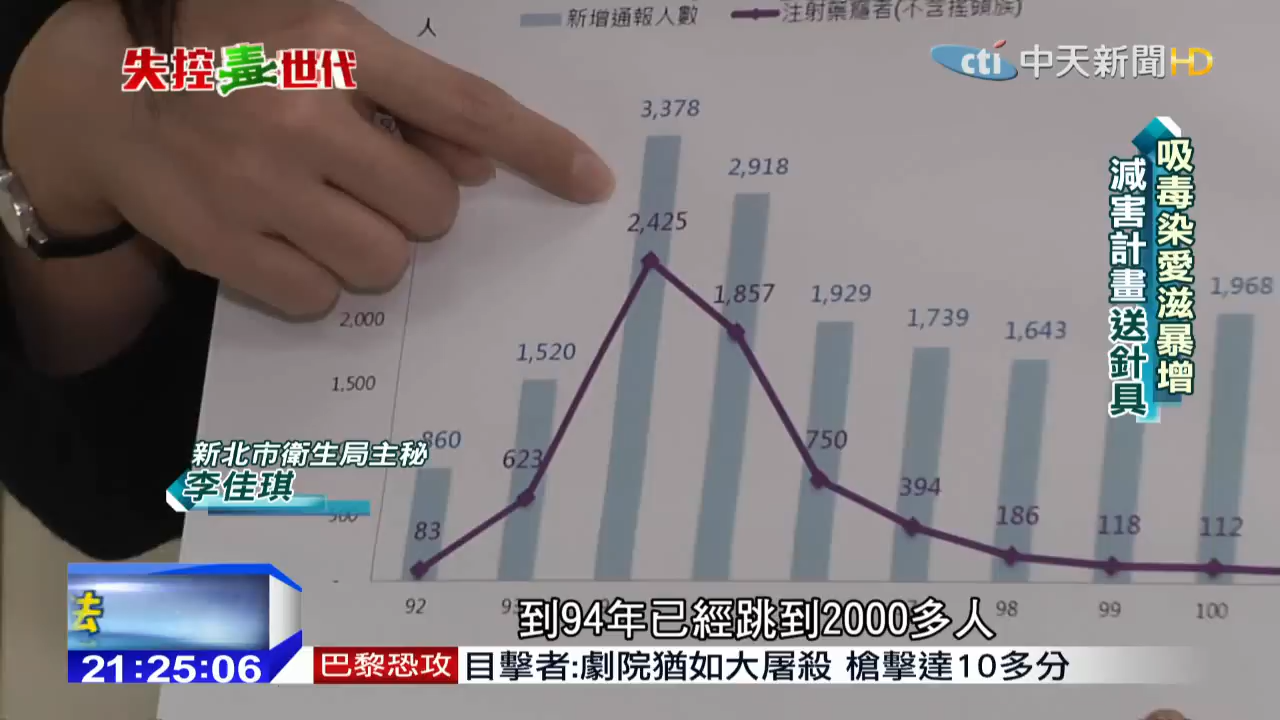 人
新增通報人數
注射藥癮者(不含搖頭族)
失控毒世代
cti 中天新聞HD
吸毒染愛滋暴增
減害計畫送針具
3,378
2,918
2,425
1,857
1,929
1,739
1,643
1,968
2,000
1,520
1,500
860
623
750
394
186
118
112
83
500
-
新北市衛生局主秘
李佳琪
92
98
99
100
到94年已經跳到2000多人
去
21:25:06
巴黎恐攻
目擊者:劇院猶如大屠殺 槍擊達10多分